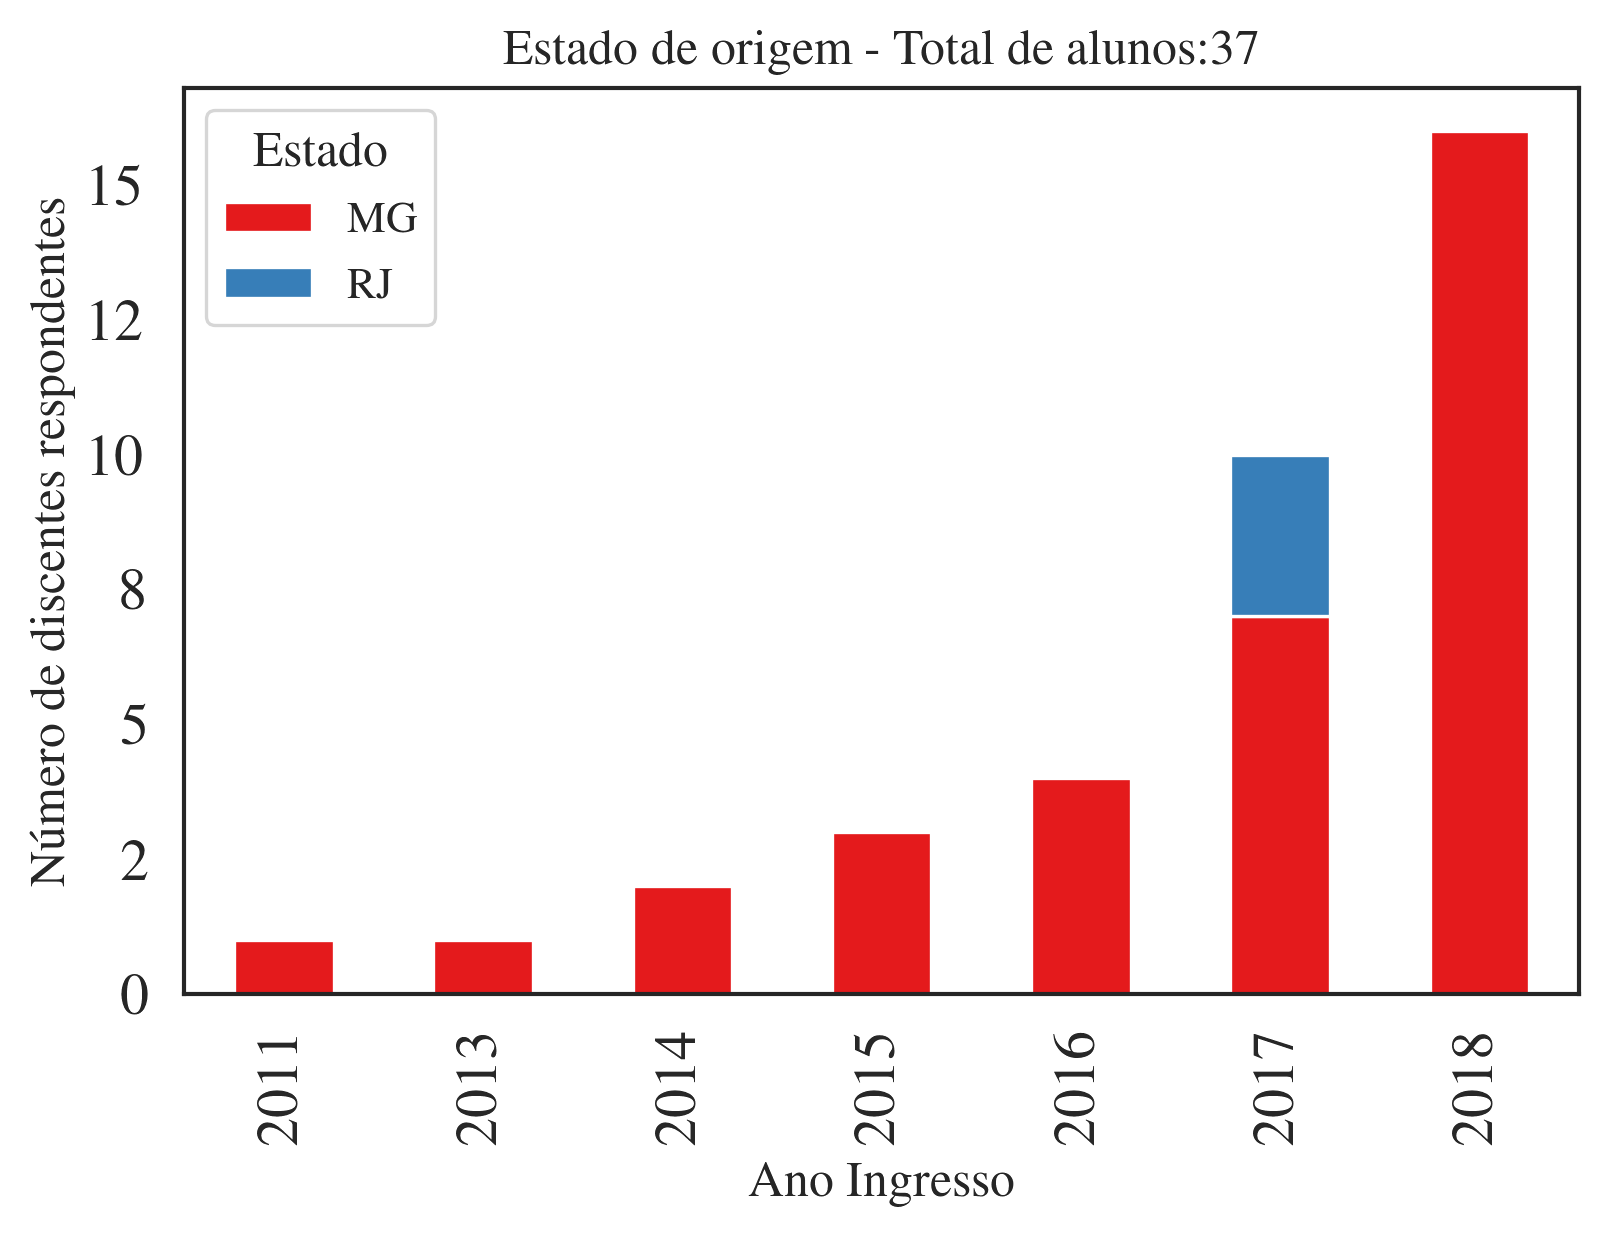 Estado de origem - Total de alunos:37
Estado
MG
RJ
Número de discentes respondentes
15
12
10
8
5
2
0
2011 2013 2014 2015 2016 2017 2018
Ano Ingresso